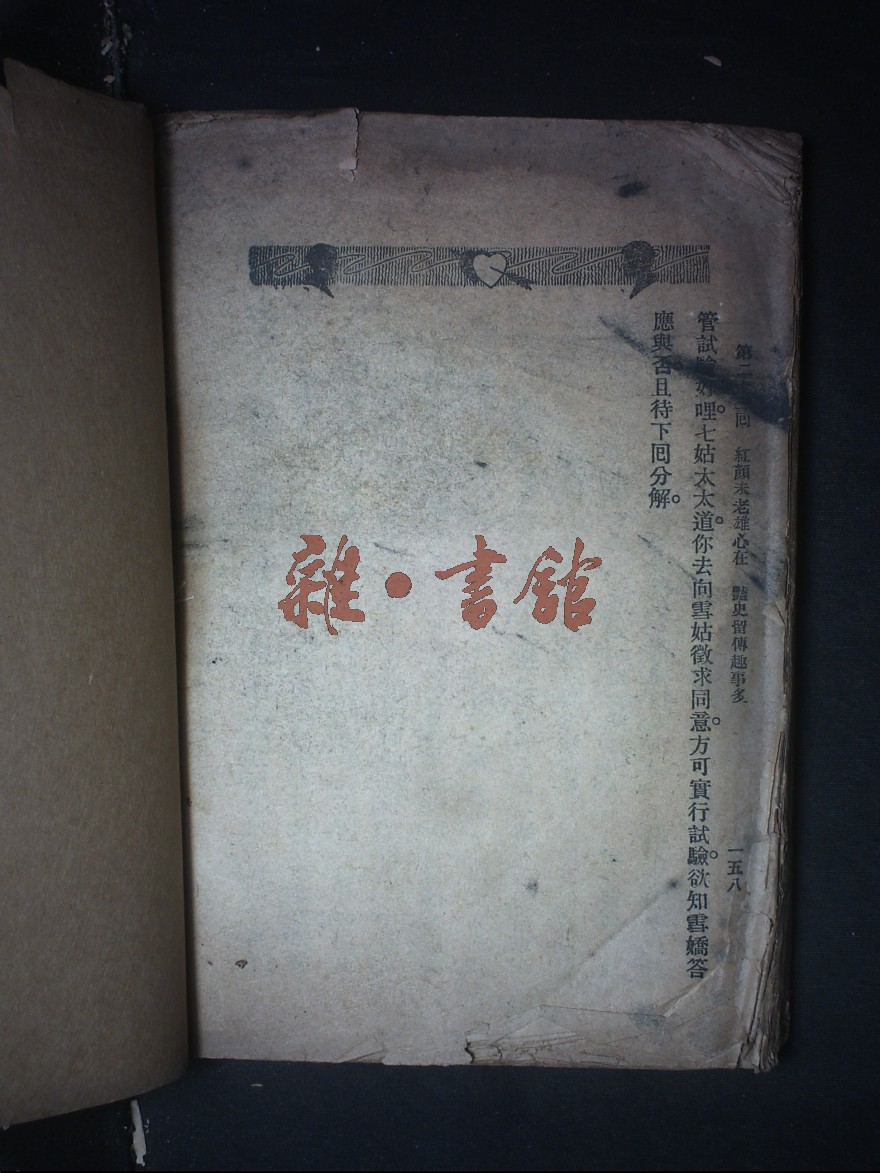 第二十回 紅顏未老雄心在 豔史留傳趣事多 一五八
管試驗好哩。七姑太太道。你去向雪姑徵求同意。方可實行試驗。欲知雪嬌答
應與否且待下回分解。
雜·書館